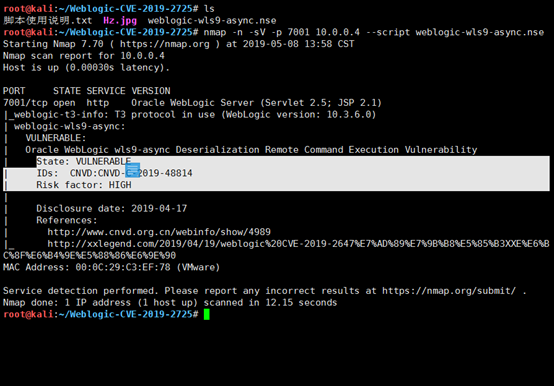 root@kali:~/Weblogic-CVE-2019-2725# ls
脚本使用说明.txt  Hz.jpg  weblogic-wls9-async.nse
root@kali:~/Weblogic-CVE-2019-2725# nmap -n -sV -p 7001 10.0.0.4 --script weblogic-wls9-async.nse
Starting Nmap 7.70 ( https://nmap.org ) at 2019-05-08 13:58 CST
Nmap scan report for 10.0.0.4
Host is up (0.00030s latency).
PORT     STATE SERVICE VERSION
7001/tcp open  http    Oracle WebLogic Server (Servlet 2.5; JSP 2.1)
|_weblogic-t3-info: T3 protocol in use (WebLogic version: 10.3.6.0)
| weblogic-wls9-async:
|   VULNERABLE:
|   Oracle WebLogic wls9-async Deserialization Remote Command Execution Vulnerability
|     State: VULNERABLE
|     IDs:  CNVD:CNVD- -2019-48814
|     Risk factor: HIGH
|
|     Disclosure date: 2019-04-17
|     References:
|       http://www.cnvd.org.cn/webinfo/show/4989
|_      http://xxlegend.com/2019/04/19/weblogic%20CVE-2019-2647%E7%AD%89%E7%9B%B8%E5%85%B3XXE%E6%B
C%8F%E6%B4%9E%E5%88%86%E6%9E%90
MAC Address: 00:0C:29:C3:EF:78 (VMware)
Service detection performed. Please report any incorrect results at https://nmap.org/submit/ .
Nmap done: 1 IP address (1 host up) scanned in 12.15 seconds
root@kali:~/Weblogic-CVE-2019-2725#